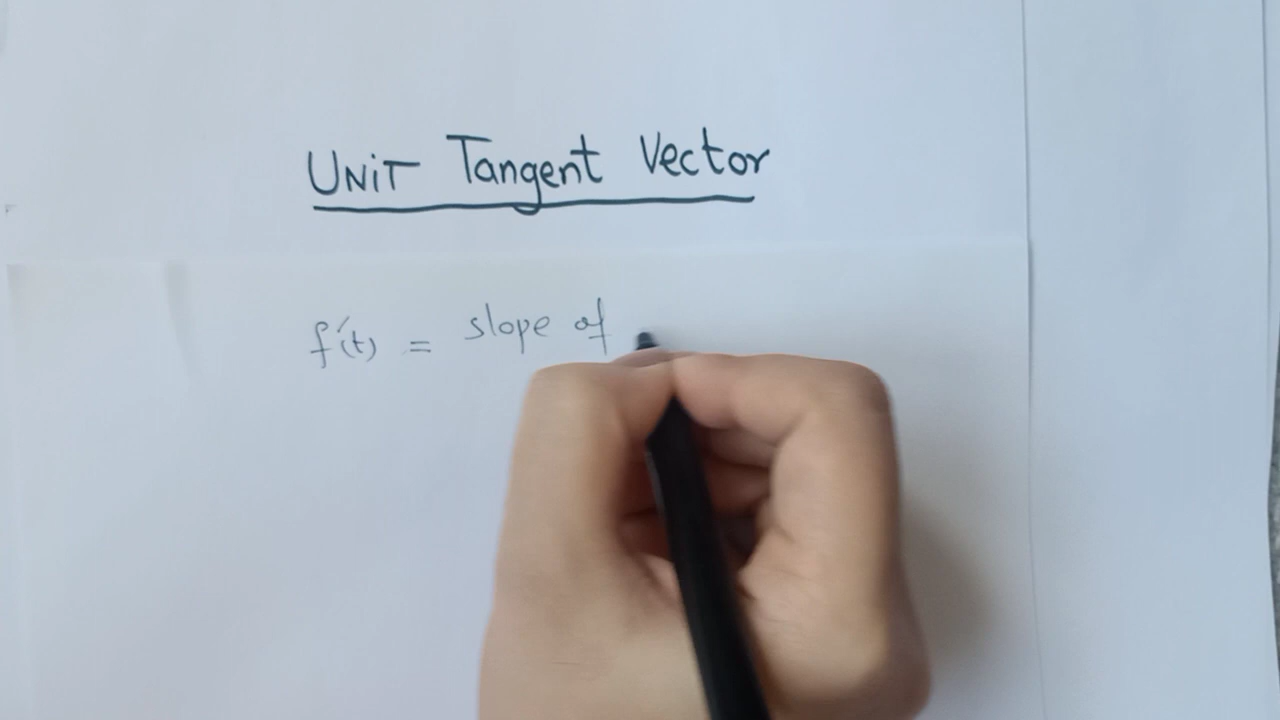 UNiT Tangent Vector
f'(t) = slope of